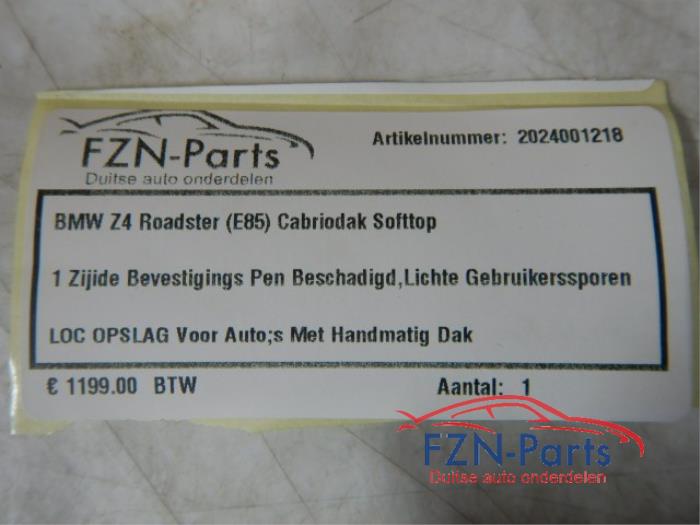 FZN-Parts
Duitse auto onderdelen
Artikelnummer: 2024001218
BMW Z4 Roadster (E85) Cabriodak Softtop
1 Zijide Bevestigings Pen Beschadigd,Lichte Gebruikerssporen
LOC OPSLAG Voor Auto;s Met Handmatig Dak
€ 1199.00 BTW
Aantal: 1
FZN-Parts
Duitse auto onderdelen